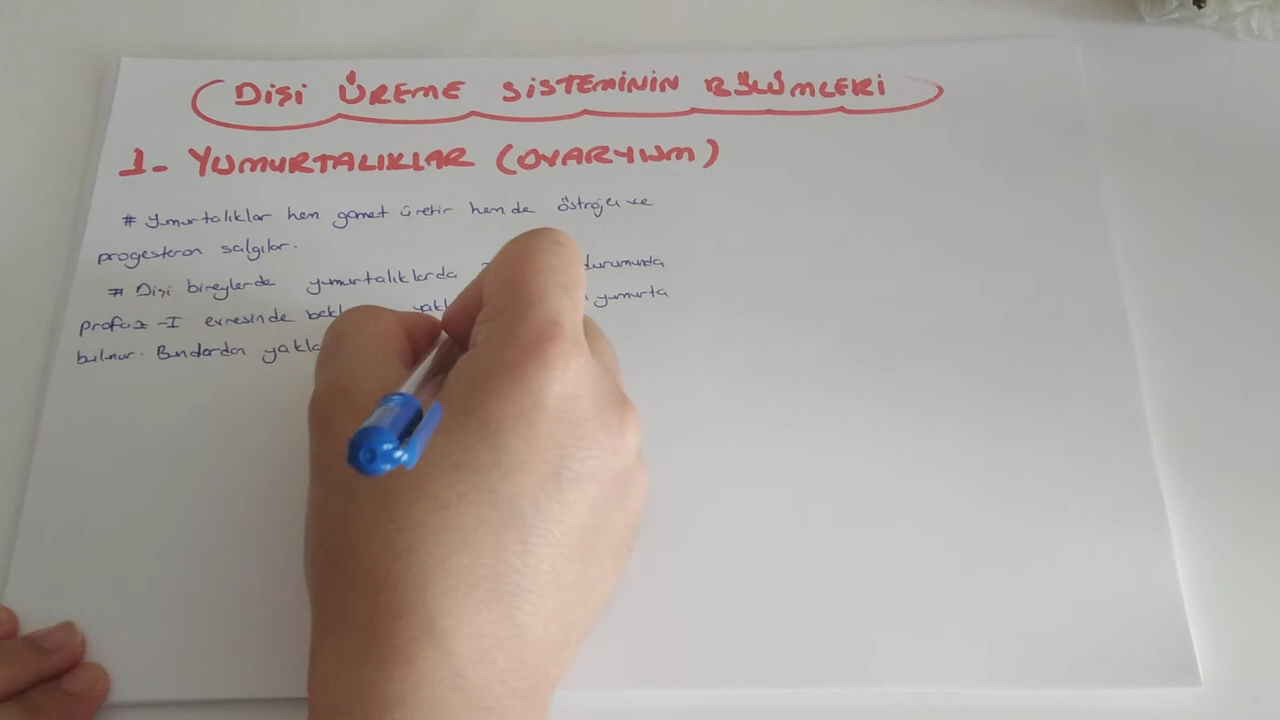 DİŞİ ÜREME SİSTEMİNİN BÖLÜMLERİ
1- YUMURTALIKLAR (OVARYUM)
# Yumurtalıklar hem gamet üretir hem de östrojen ve
progesteron salgılar.
# Dişi bireylerde yumurtalıklarda durumunda
profaz-I evresinde yumurta
bulunur. Bunlardan